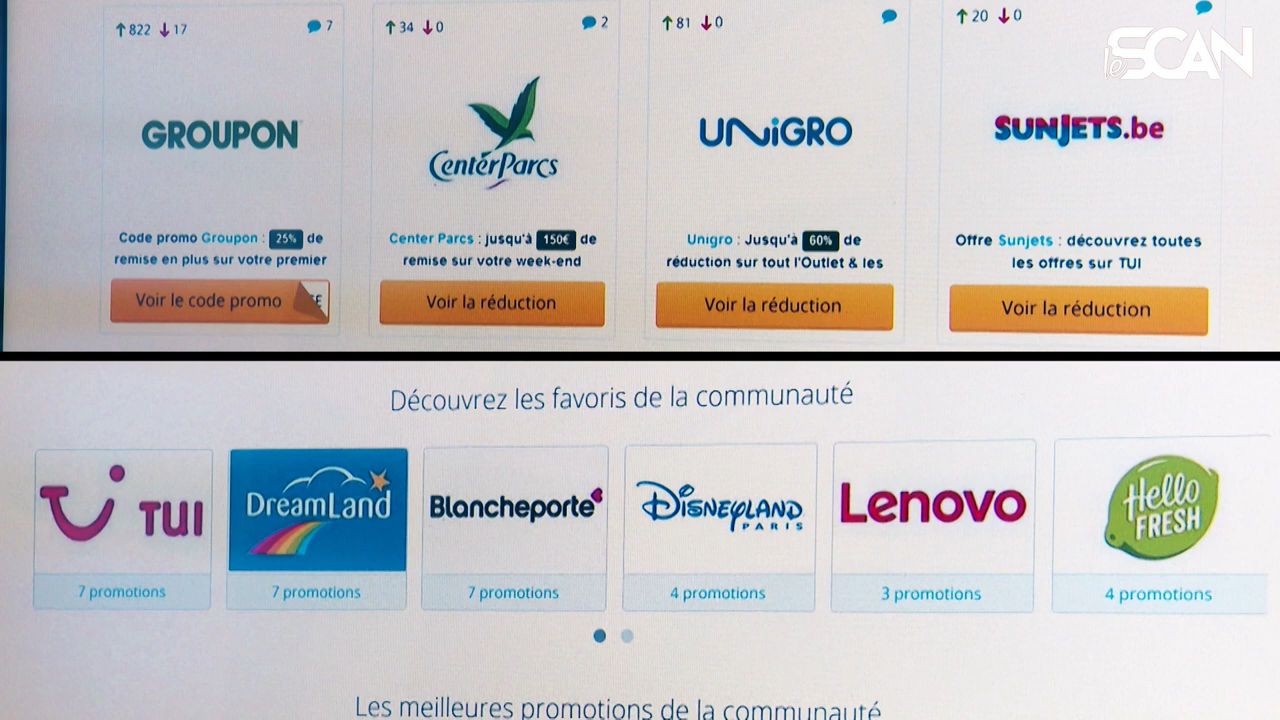 822 17 7
34 0 2
81 0
20 0
le SCAN
GROUPON
CenterParcs
UNiGRO
SUNJETS.be
Code promo Groupon : 25% de
remise en plus sur votre premier
Voir le code promo
Center Parcs : jusqu'à 150€ de
remise sur votre week-end
Voir la réduction
Unigro : Jusqu'à 60% de
réduction sur tout l'Outlet & les
Voir la réduction
Offre Sunjets : découvrez toutes
les offres sur TUI
Voir la réduction
Découvrez les favoris de la communauté
TUI
7 promotions
DREAMLAND
7 promotions
Blancheporte
7 promotions
DISNEYLAND
PARIS
4 promotions
Lenovo
3 promotions
Hello
FRESH
4 promotions
Les meilleures promotions de la communauté